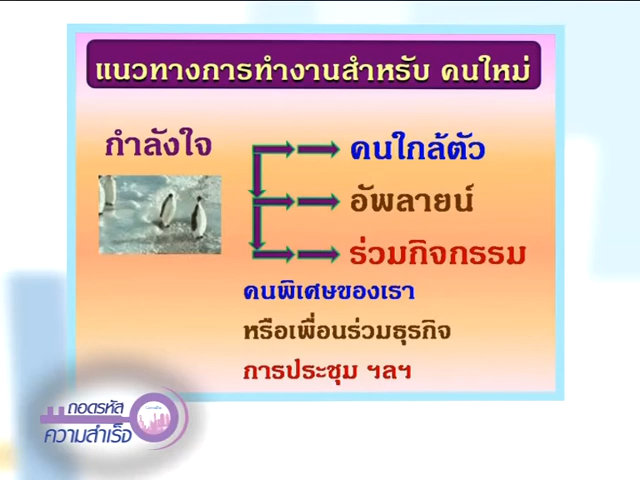 แนวทางการทำงานสำหรับ คนใหม่
กำลังใจ
คนใกล้ตัว
อัพลายน์
ร่วมกิจกรรม
คนพิเศษของเรา
หรือเพื่อนร่วมธุรกิจ
การประชุม ฯลฯ
ถอดรหัส
ความสำเร็จ